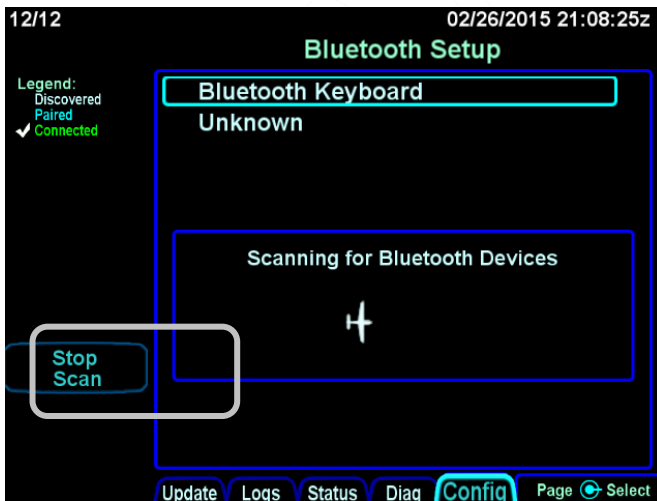 12/12
02/26/2015 21:08:25z
Bluetooth Setup
Legend:
Discovered
Paired
Connected
Bluetooth Keyboard
Unknown
Scanning for Bluetooth Devices
Stop
Scan
Update Logs Status Diag Config Page Select